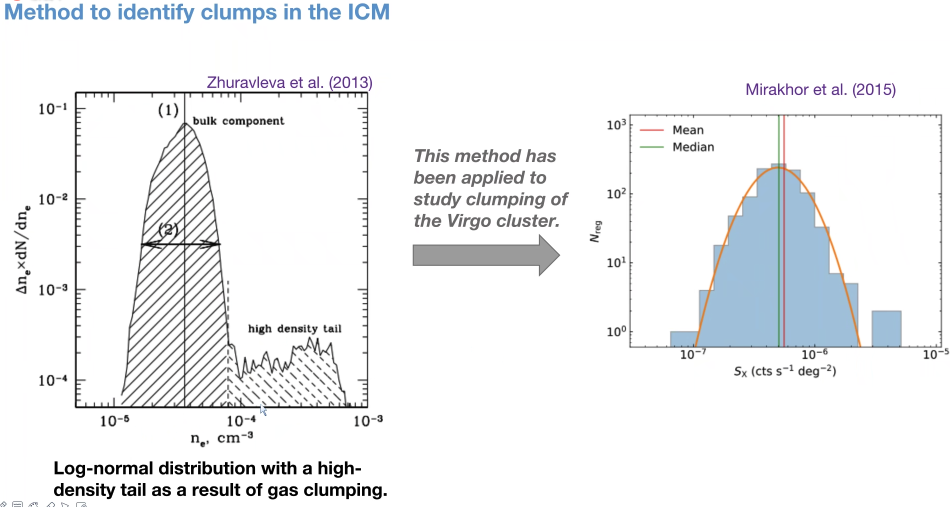 Method to identify clumps in the ICM
Zhuravleva et al. (2013)
10⁻¹
10⁻²
10⁻³
10⁻⁴
Δnₑ×dN/dnₑ
(1)
bulk component
(2)
high density tail
10⁻⁵
10⁻⁴
10⁻³
nₑ, cm⁻³
Log-normal distribution with a high-
density tail as a result of gas clumping.
This method has
been applied to
study clumping of
the Virgo cluster.
Mirakhor et al. (2015)
10³
10²
10¹
10⁰
N_reg
Mean
Median
10⁻⁷
10⁻⁶
10⁻⁵
S_X (cts s⁻¹ deg⁻²)